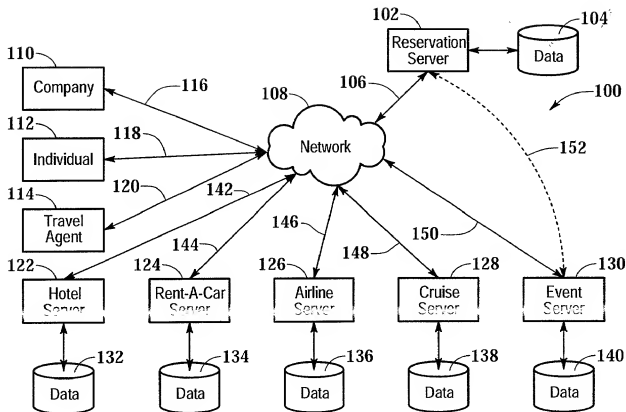 102
104
Reservation
Server
Data
110
Company
116
106
100
108
112
118
Individual
Network
152
120
142
114
Travel
Agent
146
150
144
148
122
124
126
128
130
Hotel
Server
Rent-A-Car
Server
Airline
Server
Cruise
Server
Event
Server
132
134
136
138
140
Data
Data
Data
Data
Data